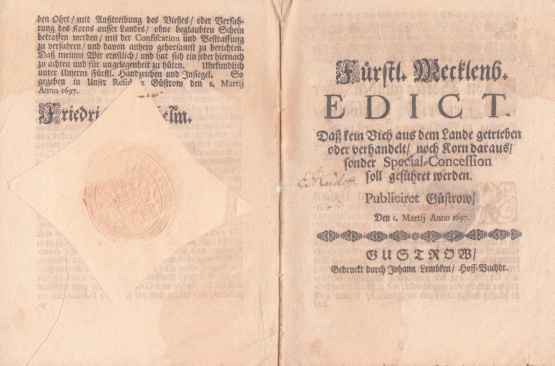 den Ohrt / mit Außtreibung des Viehes / oder Verfüh-
rung des Korns ausser Landes / ohne beglaubten Schein
betroffen werden / mit der Confiscation und Bestraffung
zu verfahren / und davon anhero gehorsamst zu berichten.
Daß meinen Wir ernstlich / und hat sich ein jeder hiernach
zu achten und für ungelegenheit zu hüten. Uhrkundlich
unter Unserm Fürstl. Handzeichen und Insiegel. So
gegeben in Unser Güstrow den 1. Martij
Anno 1697.
Fürstl. Mecklenb.
EDICT.
Daß kein Vieh aus dem Lande getrieben
oder verhandelt / noch Korn daraus /
sonder Special-Concession
soll geführet werden.
Publiciret Güstrow /
Den 1. Martij Anno 1697.
GUSTROW /
Gedruckt durch Johann Lembken / Hoff-Buchdr.